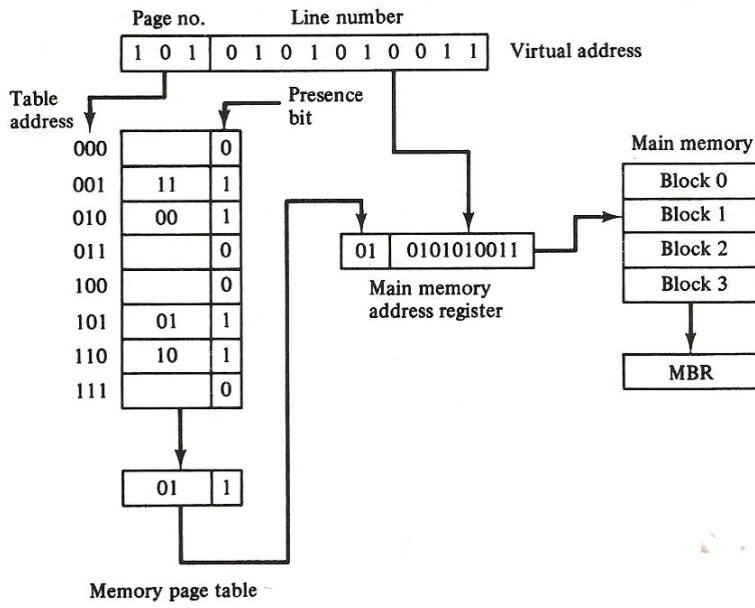 Page no. Line number
1 0 1 0 1 0 1 0 1 0 0 1 1 Virtual address
Table
address
Presence
bit
000 0
001 11 1
010 00 1
011 0
100 0
101 01 1
110 10 1
111 0
01 1
Memory page table
01 0101010011
Main memory
address register
Main memory
Block 0
Block 1
Block 2
Block 3
MBR